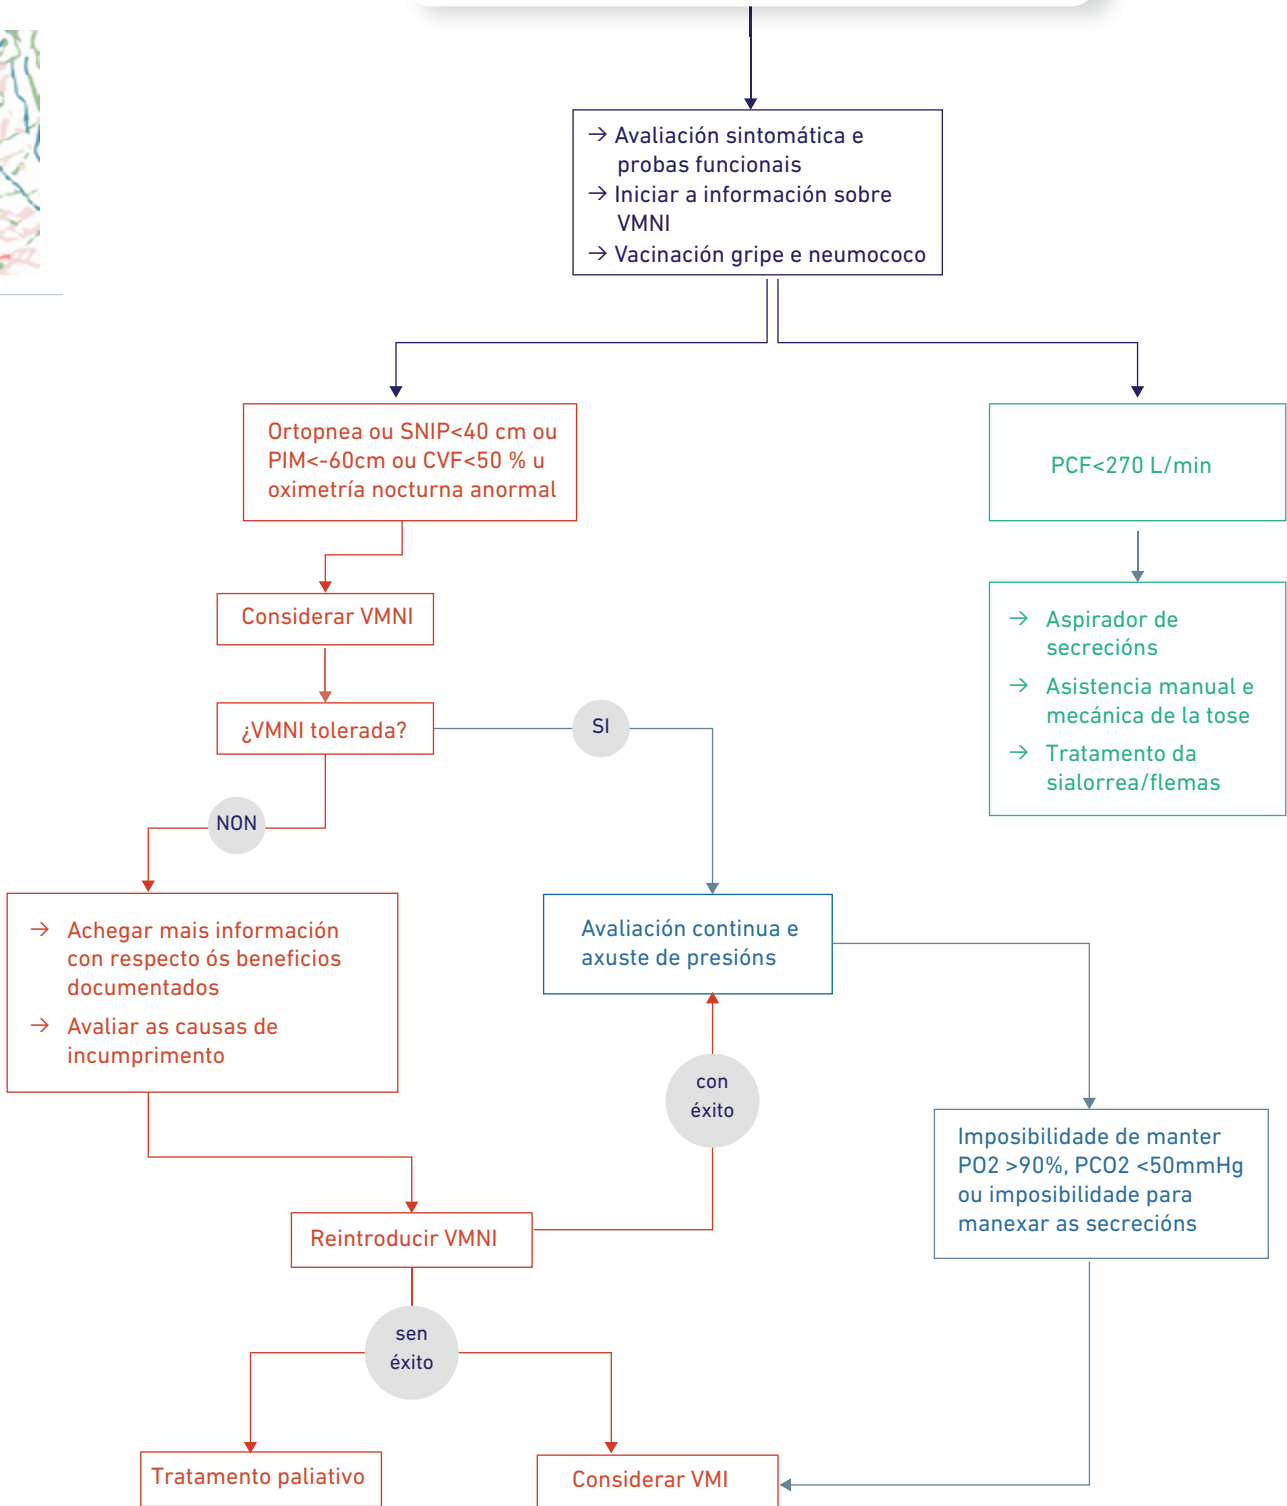 → Avaliación sintomática e
probas funcionais
→ Iniciar a información sobre
VMNI
→ Vacinación gripe e neumococo
Ortopnea ou SNIP<40 cm ou
PIM<-60cm ou CVF<50 % u
oximetría nocturna anormal
PCF<270 L/min
Considerar VMNI
→ Aspirador de
secrecións
→ Asistencia manual e
mecánica de la tose
→ Tratamento da
sialorrea/flemas
¿VMNI tolerada?
SI
NON
→ Achegar mais información
con respecto ós beneficios
documentados
→ Avaliar as causas de
incumprimento
Avaliación continua e
axuste de presións
con
éxito
Imposibilidade de manter
PO2 >90%, PCO2 <50mmHg
ou imposibilidade para
manexar as secrecións
Reintroducir VMNI
sen
éxito
Tratamento paliativo
Considerar VMI